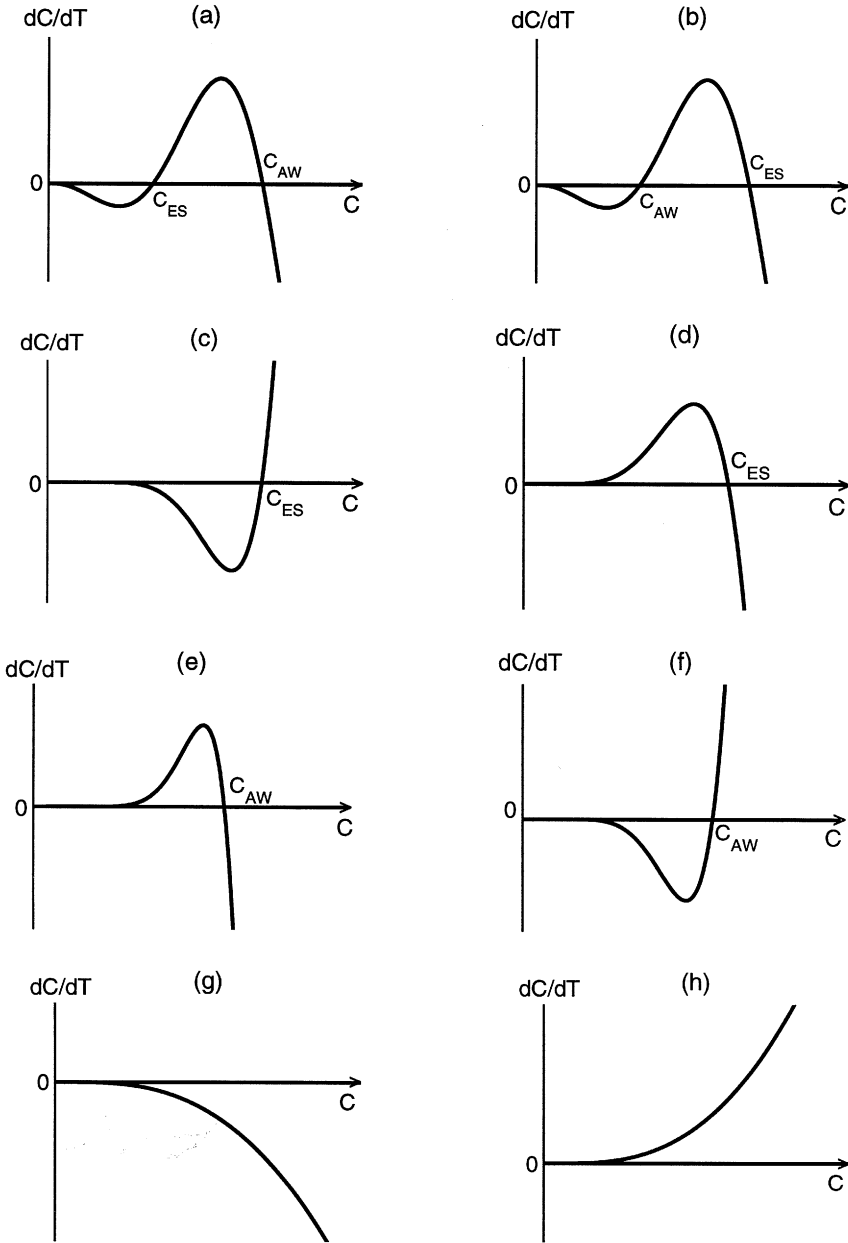 (a)
dC/dT
0
C_ES
C_AW
C
(b)
dC/dT
0
C_AW
C_ES
C
(c)
dC/dT
0
C_ES
C
(d)
dC/dT
0
C_ES
C
(e)
dC/dT
0
C_AW
C
(f)
dC/dT
0
C_AW
C
(g)
dC/dT
0
C
(h)
dC/dT
0
C